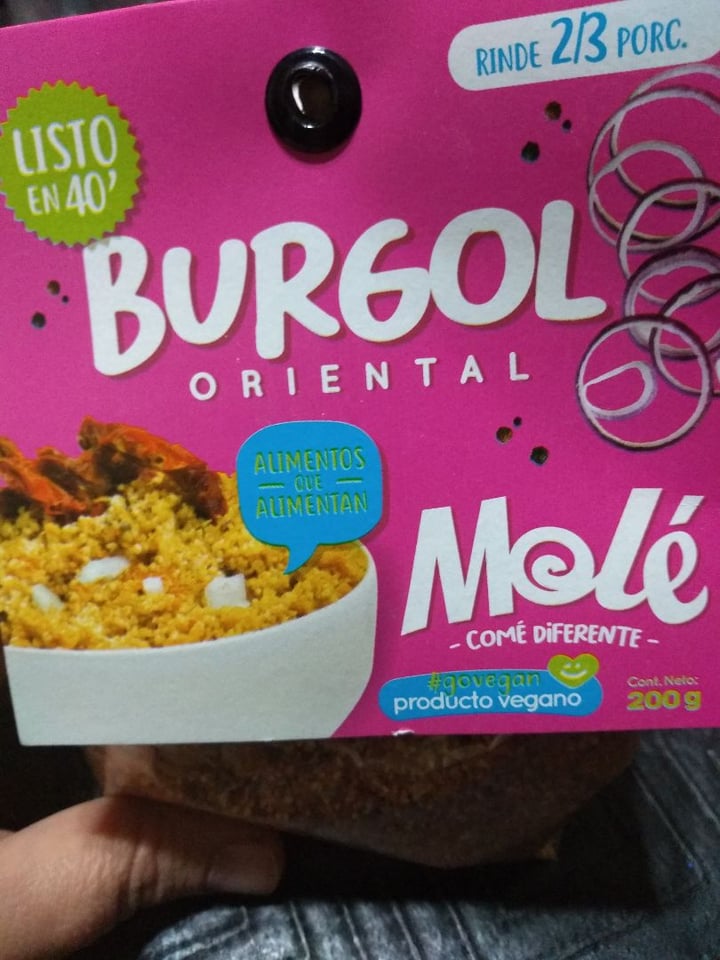 RINDE 2/3 PORC.
LISTO
EN 40'
BURGOL
ORIENTAL
ALIMENTOS
QUE
ALIMENTAN
Molé
- COMÉ DiFERENTE -
#govegan
producto vegano
Cont. Neto:
200 g